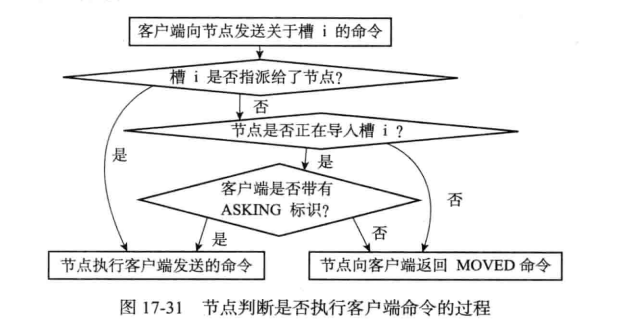 客户端向节点发送关于槽 i 的命令
槽 i 是否指派给了节点?
否
节点是否正在导入槽 i ?
是
是
客户端是否带有
ASKING 标识?
否
是
否
节点执行客户端发送的命令
节点向客户端返回 MOVED 命令
图 17-31 节点判断是否执行客户端命令的过程